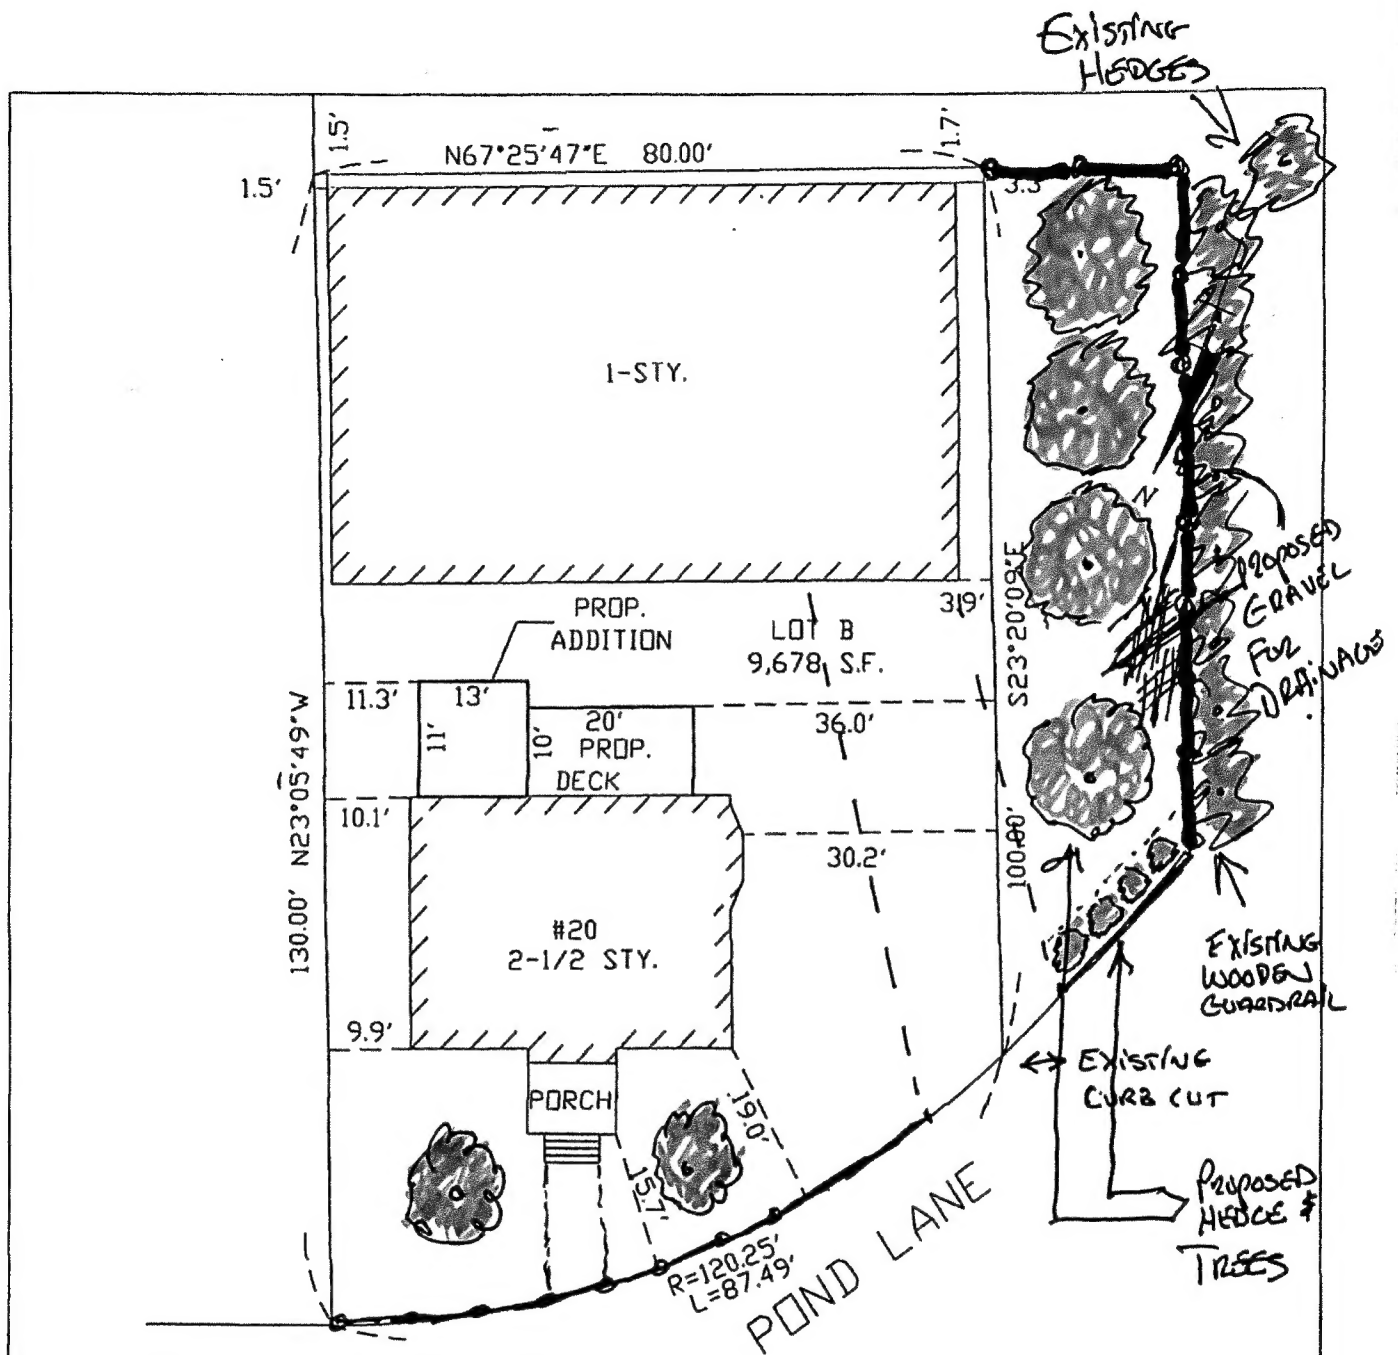 EXISTING
HEDGES
1.5'
N67°25'47"E 80.00'
1.7'
1.5'
3.3
1-STY.
PROPOSED
GRAVEL
FOR
DRAINAGE
.
PROP.
ADDITION
LOT B
9,678 S.F.
3.9'
S23°20'09"E
100.00'
11.3'
13'
11'
10'
20'
PROP.
DECK
36.0'
N23°05'49"W
130.00'
10.1'
30.2'
#20
2-1/2 STY.
9.9'
EXISTING
WOODEN
GUARDRAIL
EXISTING
CURB CUT
PORCH
19.0'
15.7'
R=120.25'
L=87.49'
POND LANE
PROPOSED
HEDGE &
TREES